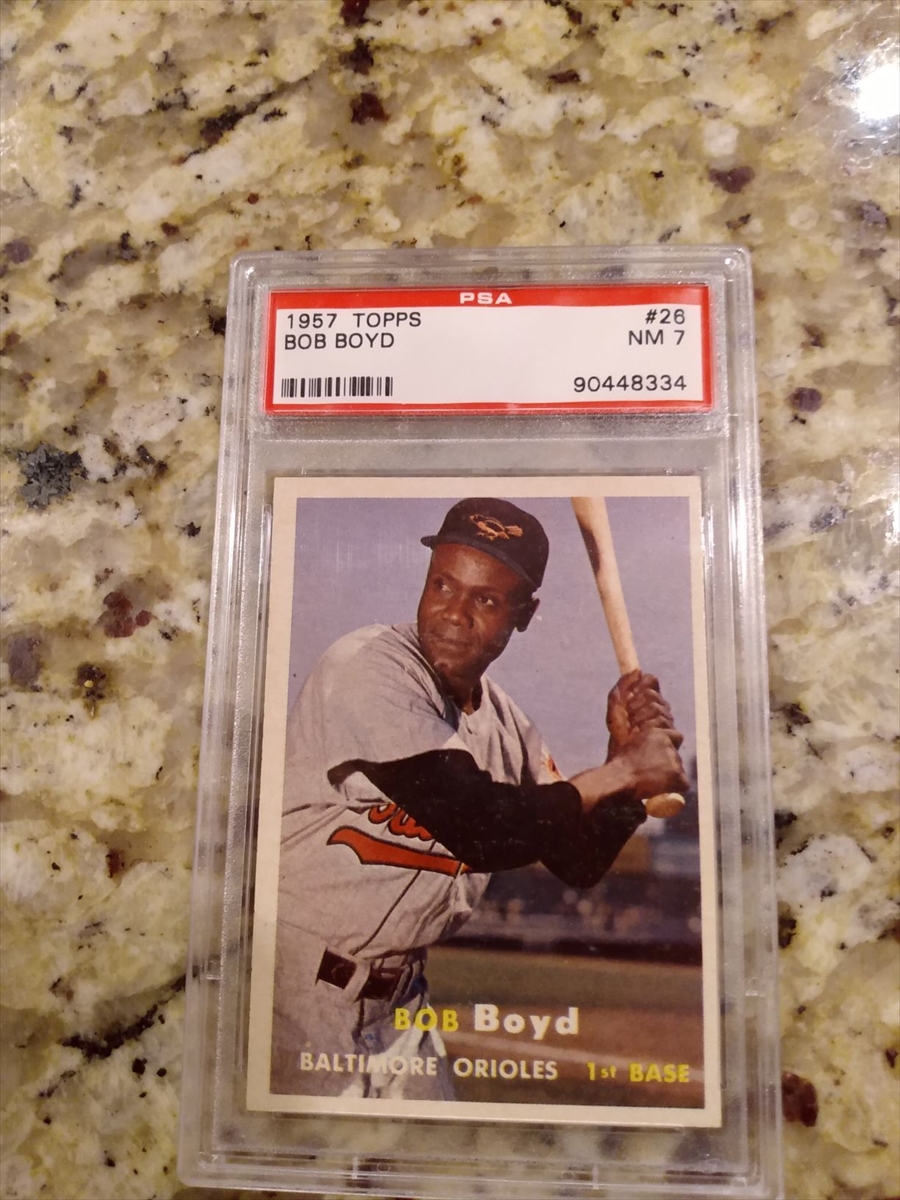 PSA
1957 TOPPS #26
BOB BOYD NM 7
90448334
BOB Boyd
BALTIMORE ORIOLES 1st BASE